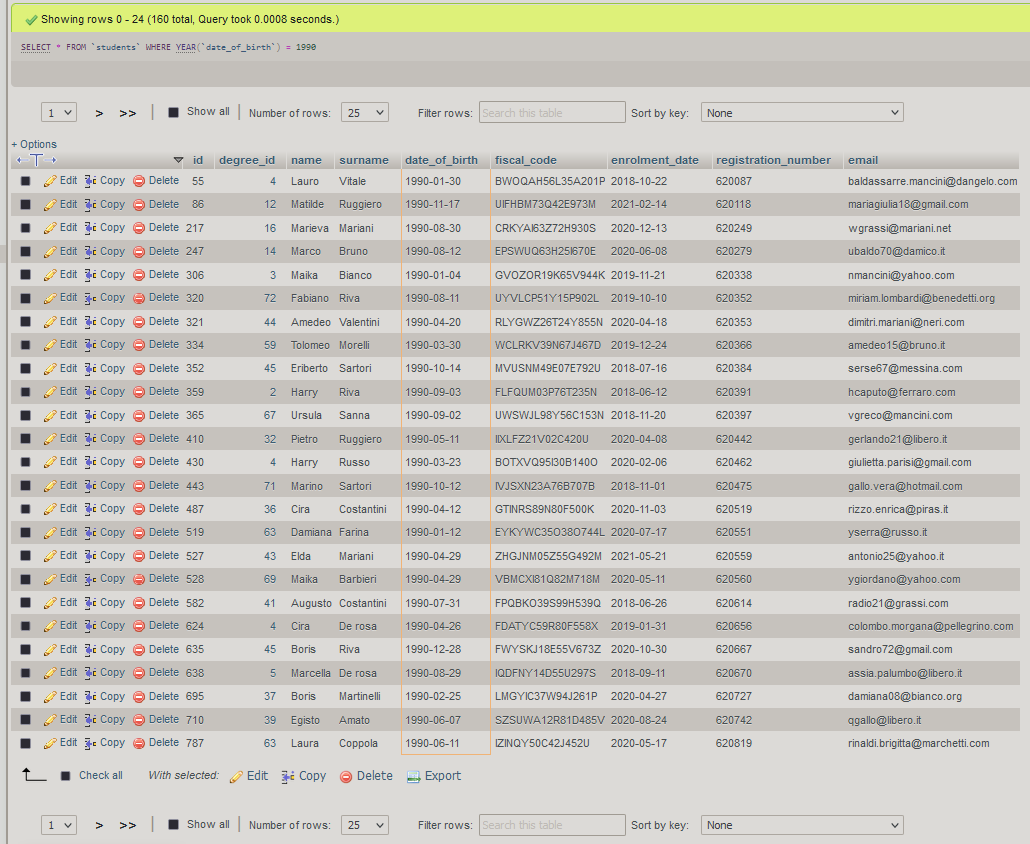 Showing rows 0 - 24 (160 total, Query took 0.0008 seconds.)
SELECT * FROM `students` WHERE YEAR(`date_of_birth`) = 1990
1 > >> Show all Number of rows: 25 Filter rows: Search this table Sort by key: None
+ Options
id degree_id name surname date_of_birth fiscal_code enrolment_date registration_number email
Edit Copy Delete 55 4 Lauro Vitale 1990-01-30 BWOQAH56L35A201P 2018-10-22 620087 baldassarre.mancini@dangelo.com
Edit Copy Delete 86 12 Matilde Ruggiero 1990-11-17 UIFHBM73Q42E973M 2021-02-14 620118 mariagiulia18@gmail.com
Edit Copy Delete 217 16 Marieva Mariani 1990-08-30 CRKYAI63Z72H930S 2020-12-13 620249 wgrassi@mariani.net
Edit Copy Delete 247 14 Marco Bruno 1990-08-12 EPSWUQ63H25I670E 2020-06-08 620279 ubaldo70@damico.it
Edit Copy Delete 306 3 Maika Bianco 1990-01-04 GVOZOR19K65V944K 2019-11-21 620338 nmancini@yahoo.com
Edit Copy Delete 320 72 Fabiano Riva 1990-08-11 UYVLCP51Y15P902L 2019-10-10 620352 miriam.lombardi@benedetti.org
Edit Copy Delete 321 44 Amedeo Valentini 1990-04-20 RLYGWZ26T24Y855N 2020-04-18 620353 dimitri.mariani@neri.com
Edit Copy Delete 334 59 Tolomeo Morelli 1990-03-30 WCLRKV39N67J467D 2019-12-24 620366 amedeo15@bruno.it
Edit Copy Delete 352 45 Eriberto Sartori 1990-10-14 MVUSNM49E07E792U 2018-07-16 620384 serse67@messina.com
Edit Copy Delete 359 2 Harry Riva 1990-09-03 FLFQUM03P76T235N 2018-06-12 620391 hcaputo@ferraro.com
Edit Copy Delete 365 67 Ursula Sanna 1990-09-02 UWSWJL98Y56C153N 2018-11-20 620397 vgreco@mancini.com
Edit Copy Delete 410 32 Pietro Ruggiero 1990-05-11 IIXLFZ21V02C420U 2020-04-08 620442 gerlando21@libero.it
Edit Copy Delete 430 4 Harry Russo 1990-03-23 BOTXVQ95I30B140O 2020-02-06 620462 giulietta.parisi@gmail.com
Edit Copy Delete 443 71 Marino Sartori 1990-10-12 IVJSXN23A76B707B 2018-11-01 620475 gallo.vera@hotmail.com
Edit Copy Delete 487 36 Cira Costantini 1990-04-12 GTINRS89N80F500K 2020-11-03 620519 rizzo.enrica@piras.it
Edit Copy Delete 519 63 Damiana Farina 1990-01-12 EYKYWC35O38O744L 2020-07-17 620551 yserra@russo.it
Edit Copy Delete 527 43 Elda Mariani 1990-04-29 ZHGJNM05Z55G492M 2021-05-21 620559 antonio25@yahoo.it
Edit Copy Delete 528 69 Maika Barbieri 1990-04-29 VBMCXI81Q82M718M 2020-05-11 620560 ygiordano@yahoo.com
Edit Copy Delete 582 41 Augusto Costantini 1990-07-31 FPQBKO39S99H539Q 2018-06-26 620614 radio21@grassi.com
Edit Copy Delete 624 4 Cira De rosa 1990-04-26 FDATYC59R80F558X 2019-01-31 620656 colombo.morgana@pellegrino.com
Edit Copy Delete 635 45 Boris Riva 1990-12-28 FWYSKJ18E55V673Z 2020-10-30 620667 sandro72@gmail.com
Edit Copy Delete 638 5 Marcella De rosa 1990-08-29 IQDFNY14D55U297S 2018-09-11 620670 assia.palumbo@libero.it
Edit Copy Delete 695 37 Boris Martinelli 1990-02-25 LMGYIC37W94J261P 2020-04-27 620727 damiana08@bianco.org
Edit Copy Delete 710 39 Egisto Amato 1990-06-07 SZSUWA12R81D485V 2020-08-24 620742 qgallo@libero.it
Edit Copy Delete 787 63 Laura Coppola 1990-06-11 IZINQY50C42J452U 2020-05-17 620819 rinaldi.brigitta@marchetti.com
Check all With selected: Edit Copy Delete Export
1 > >> Show all Number of rows: 25 Filter rows: Search this table Sort by key: None